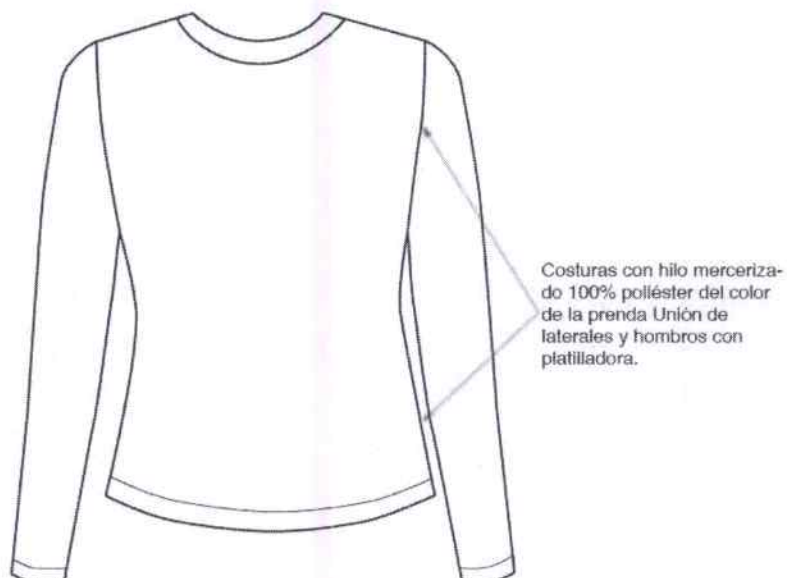 Costuras con hilo merceriza-
do 100% poliéster del color
de la prenda Unión de
laterales y hombros con
platilladora.